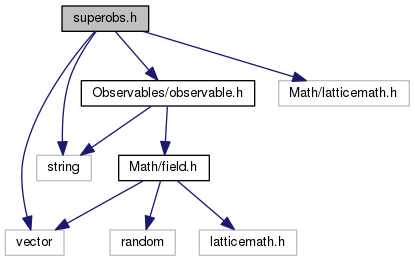 superobs.h
Observables/observable.h
Math/latticemath.h
string
Math/field.h
vector
random
latticemath.h